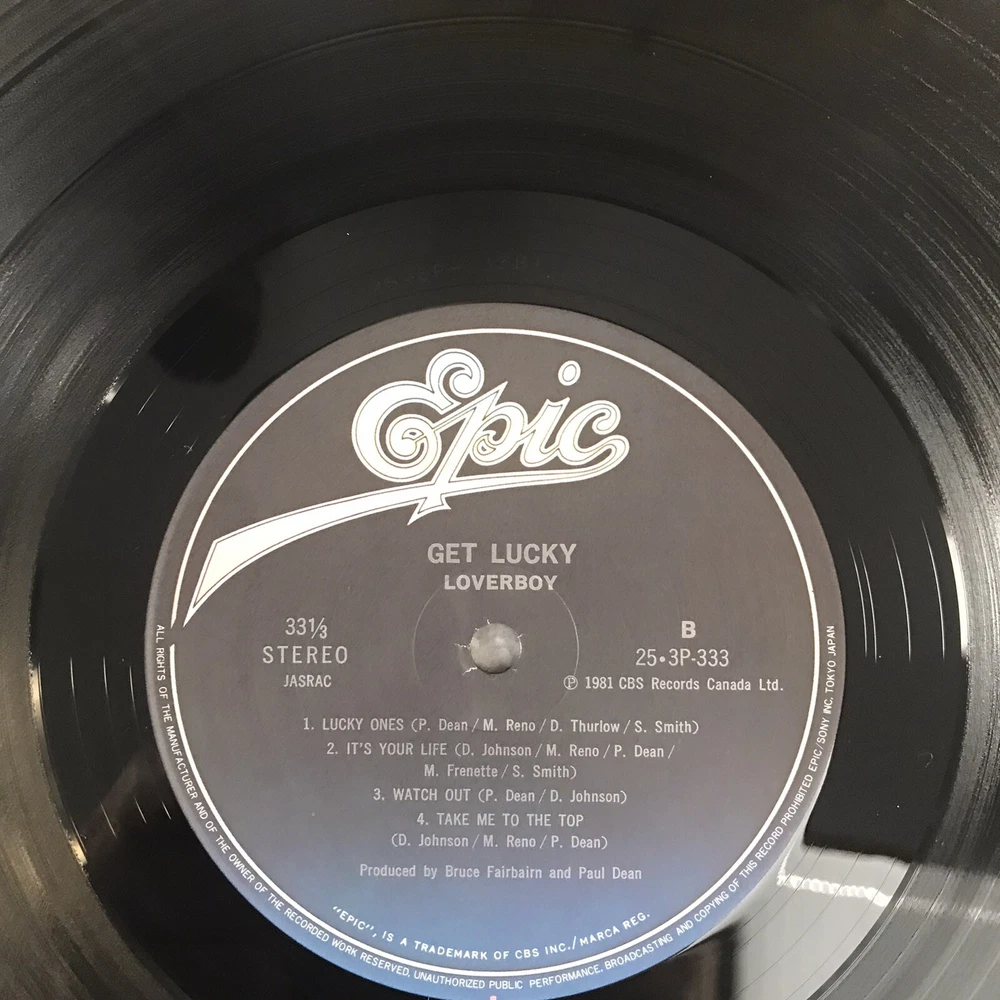 Epic
GET LUCKY
LOVERBOY
33⅓
STEREO
JASRAC
B
25•3P-333
Ⓟ 1981 CBS Records Canada Ltd.
1. LUCKY ONES (P. Dean / M. Reno / D. Thurlow / S. Smith)
2. IT'S YOUR LIFE (D. Johnson / M. Reno / P. Dean /
M. Frenette / S. Smith)
3. WATCH OUT (P. Dean / D. Johnson)
4. TAKE ME TO THE TOP
(D. Johnson / M. Reno / P. Dean)
Produced by Bruce Fairbairn and Paul Dean
"EPIC", IS A TRADEMARK OF CBS INC./MARCA REG.
ALL RIGHTS OF THE MANUFACTURER AND OF THE OWNER OF THE RECORDED WORK RESERVED, UNAUTHORIZED PUBLIC PERFORMANCE, BROADCASTING AND COPYING OF THIS RECORD PROHIBITED EPIC/SONY INC, TOKYO JAPAN